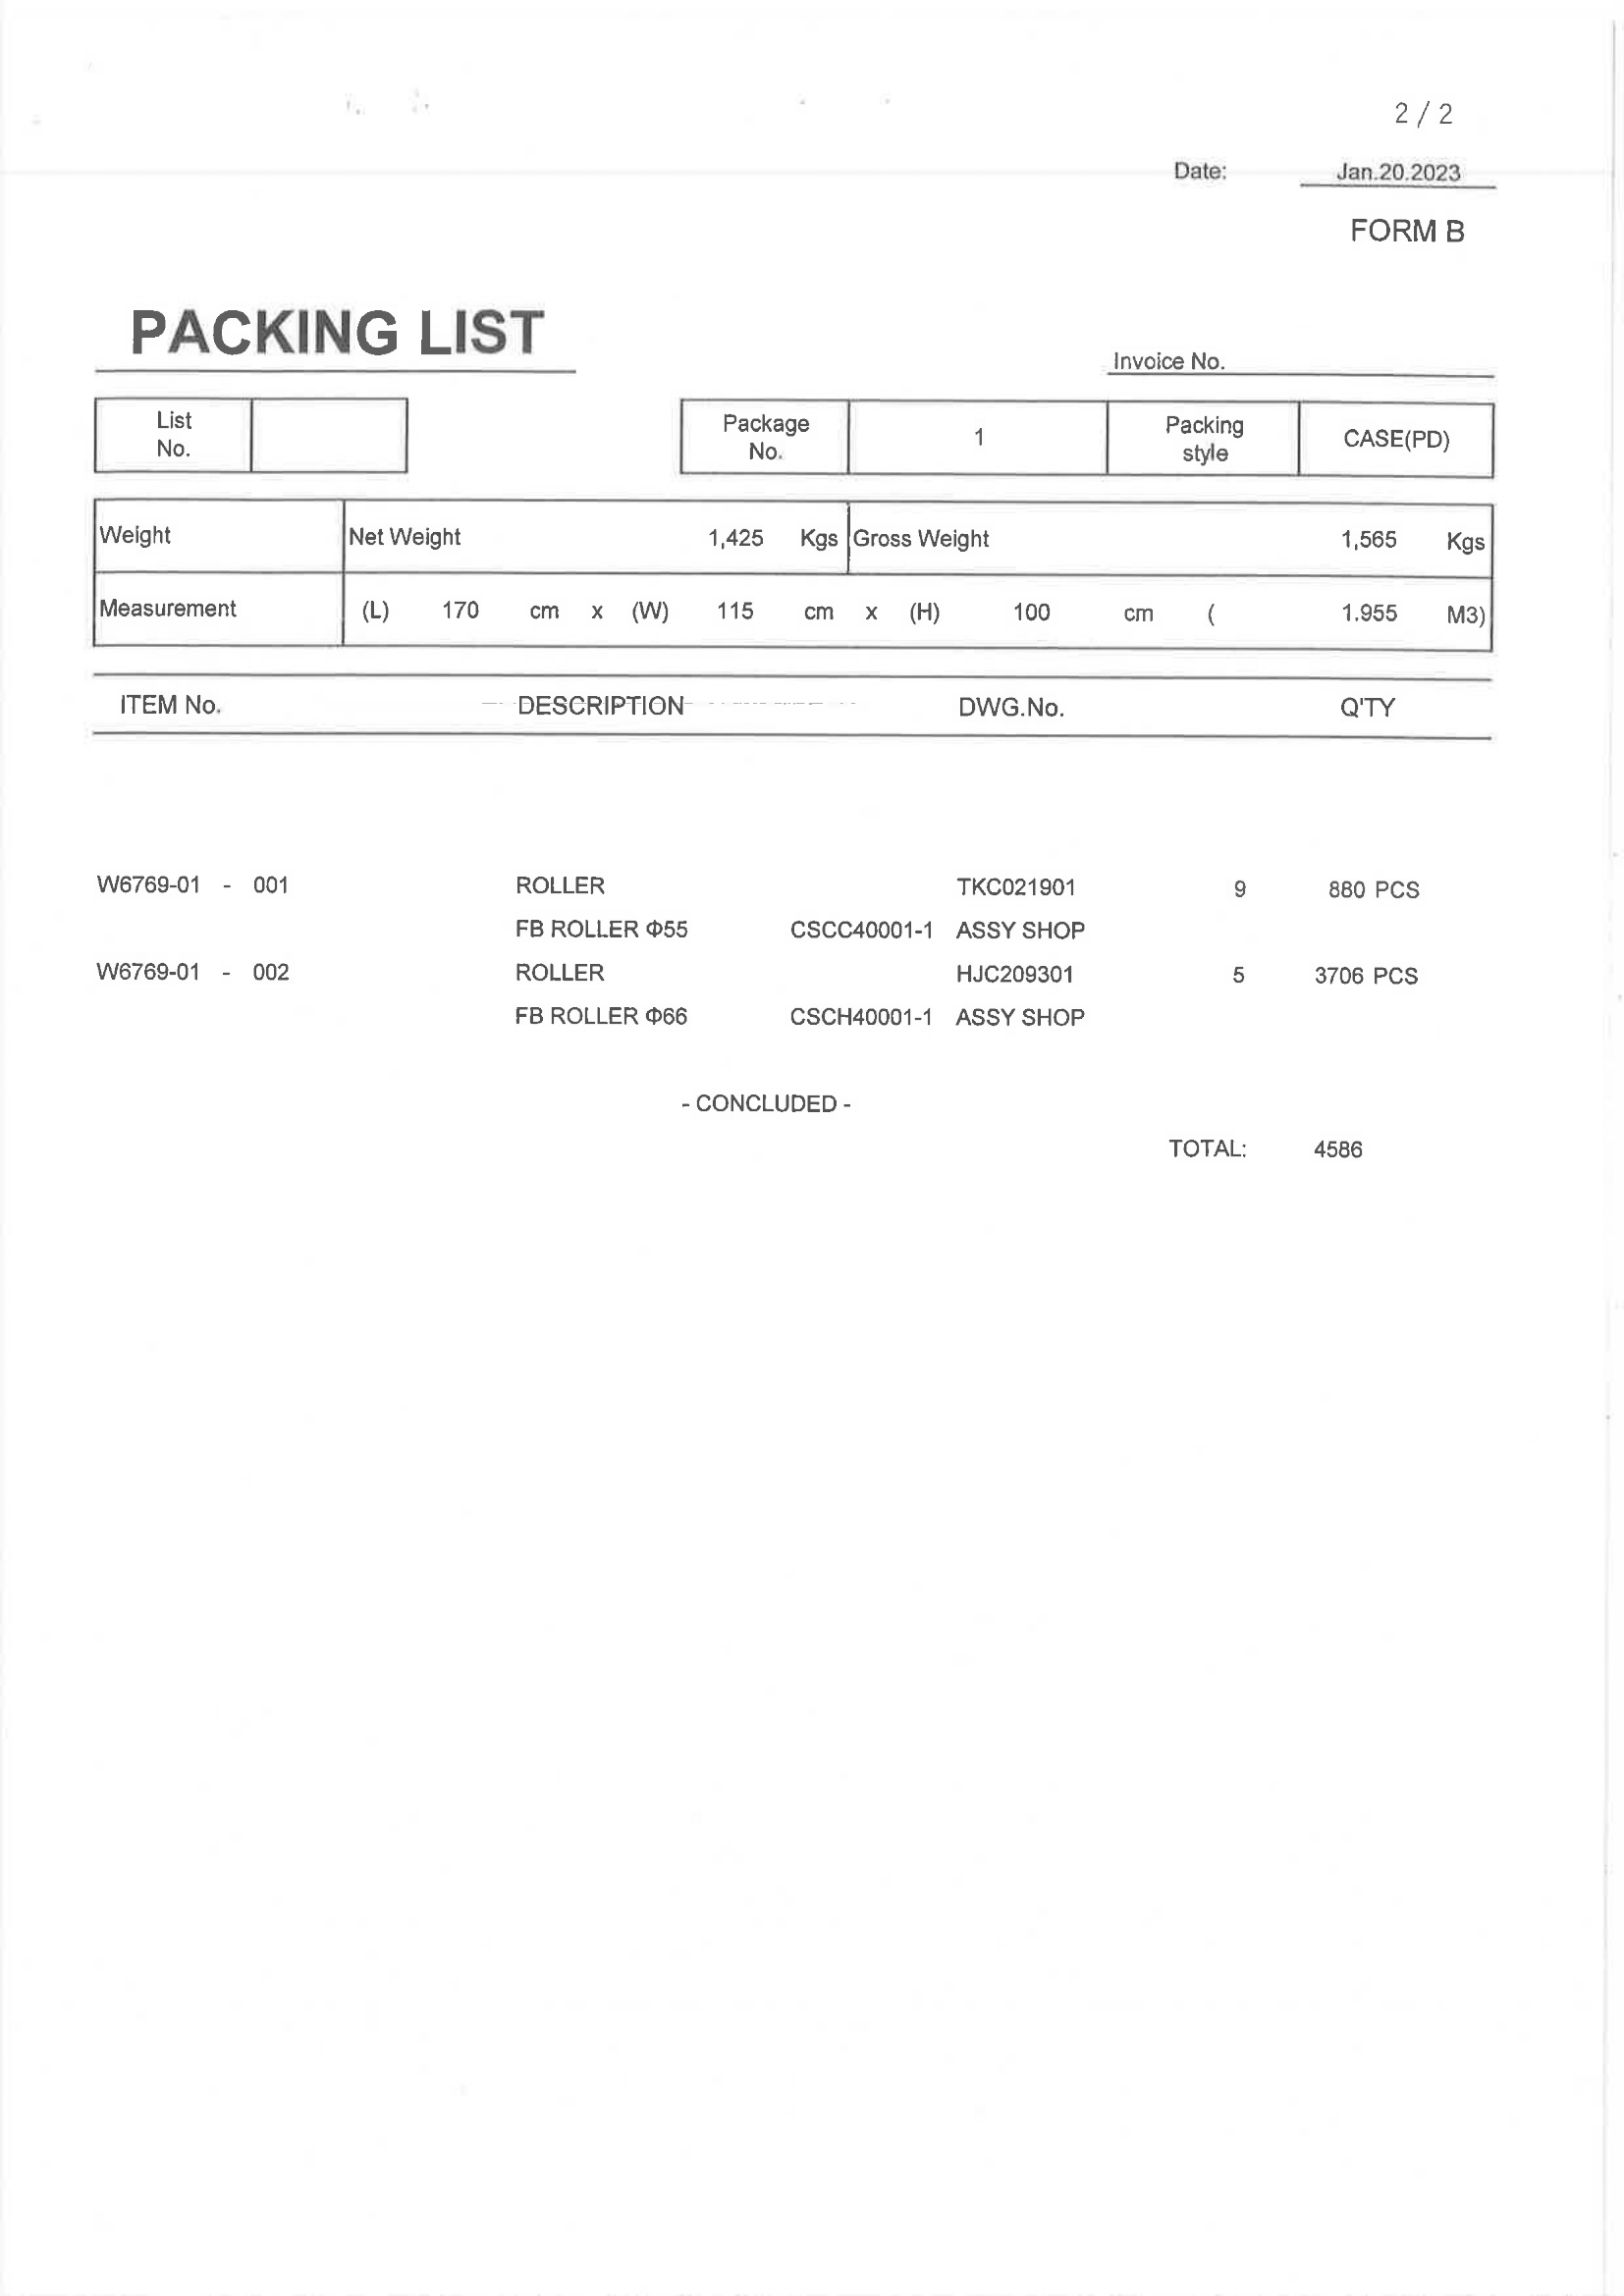 2 / 2
Date: Jan.20.2023
FORM B
PACKING LIST
Invoice No.
List No.
Package No. 1 Packing style CASE(PD)
Weight Net Weight 1,425 Kgs Gross Weight 1,565 Kgs
Measurement (L) 170 cm x (W) 115 cm x (H) 100 cm ( 1.955 M3)
ITEM No. DESCRIPTION DWG.No. Q'TY
W6769-01 - 001 ROLLER TKC021901 9 880 PCS
FB ROLLER Φ55 CSCC40001-1 ASSY SHOP
W6769-01 - 002 ROLLER HJC209301 5 3706 PCS
FB ROLLER Φ66 CSCH40001-1 ASSY SHOP
- CONCLUDED -
TOTAL: 4586